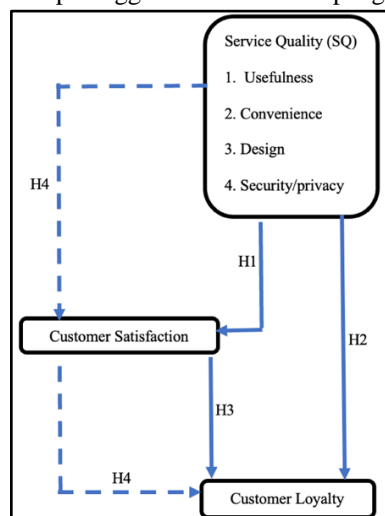 Service Quality (SQ)
1. Usefulness
2. Convenience
3. Design
4. Security/privacy
H4
H1
Customer Satisfaction
H2
H3
H4
Customer Loyalty